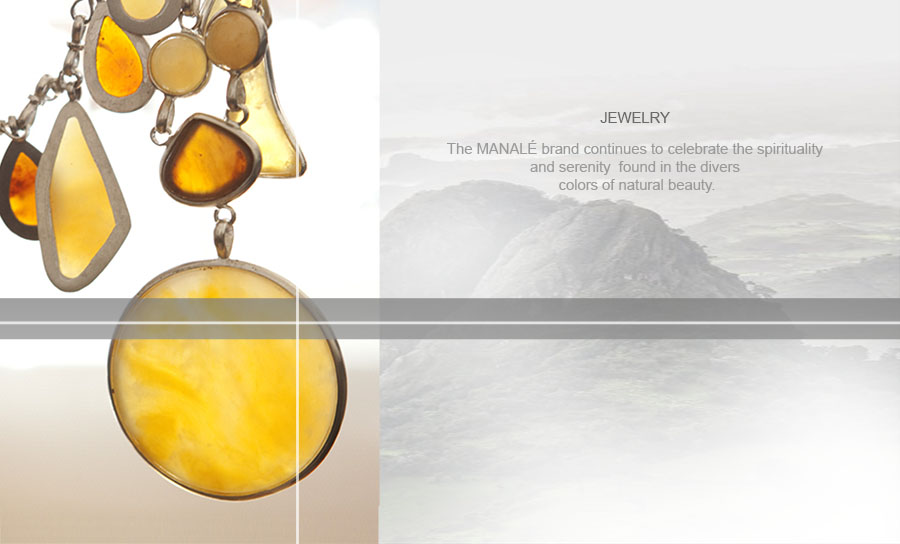 JEWELRY
The MANALÉ brand continues to celebrate the spirituality
and serenity found in the divers
colors of natural beauty.